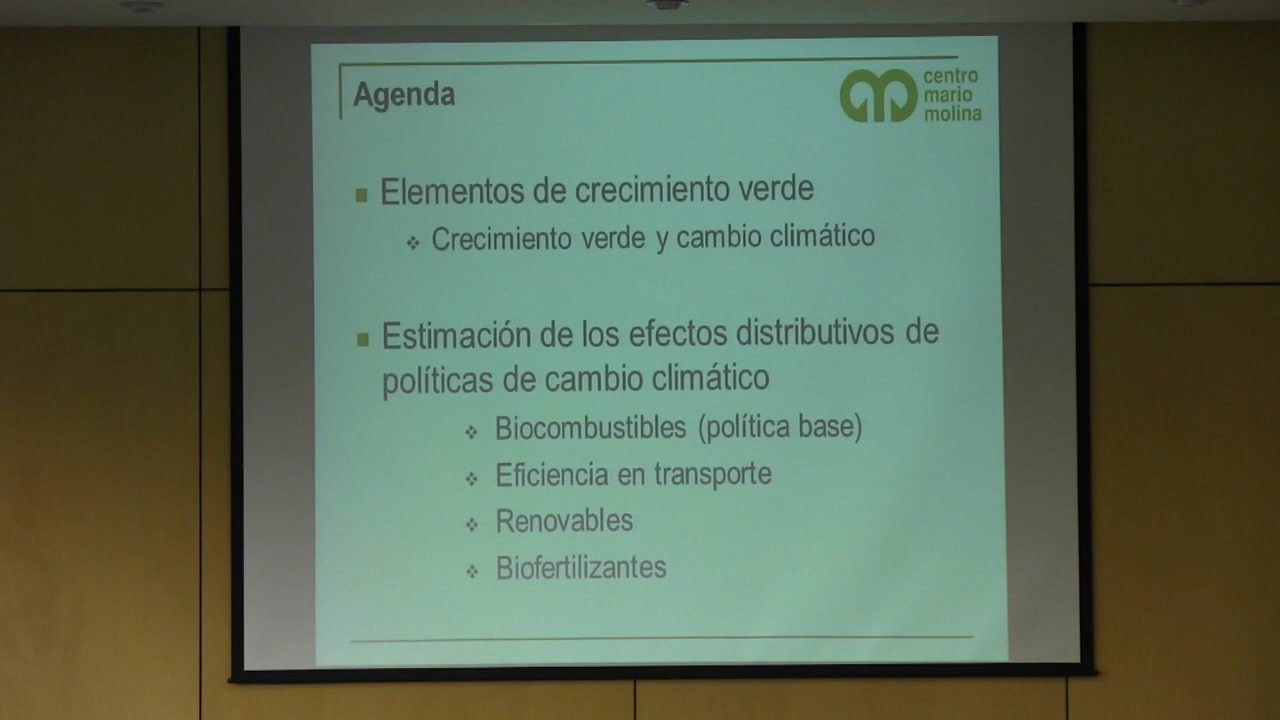 Agenda
centro
mario
molina
Elementos de crecimiento verde
Crecimiento verde y cambio climático
Estimación de los efectos distributivos de
políticas de cambio climático
Biocombustibles (política base)
Eficiencia en transporte
Renovables
Biofertilizantes